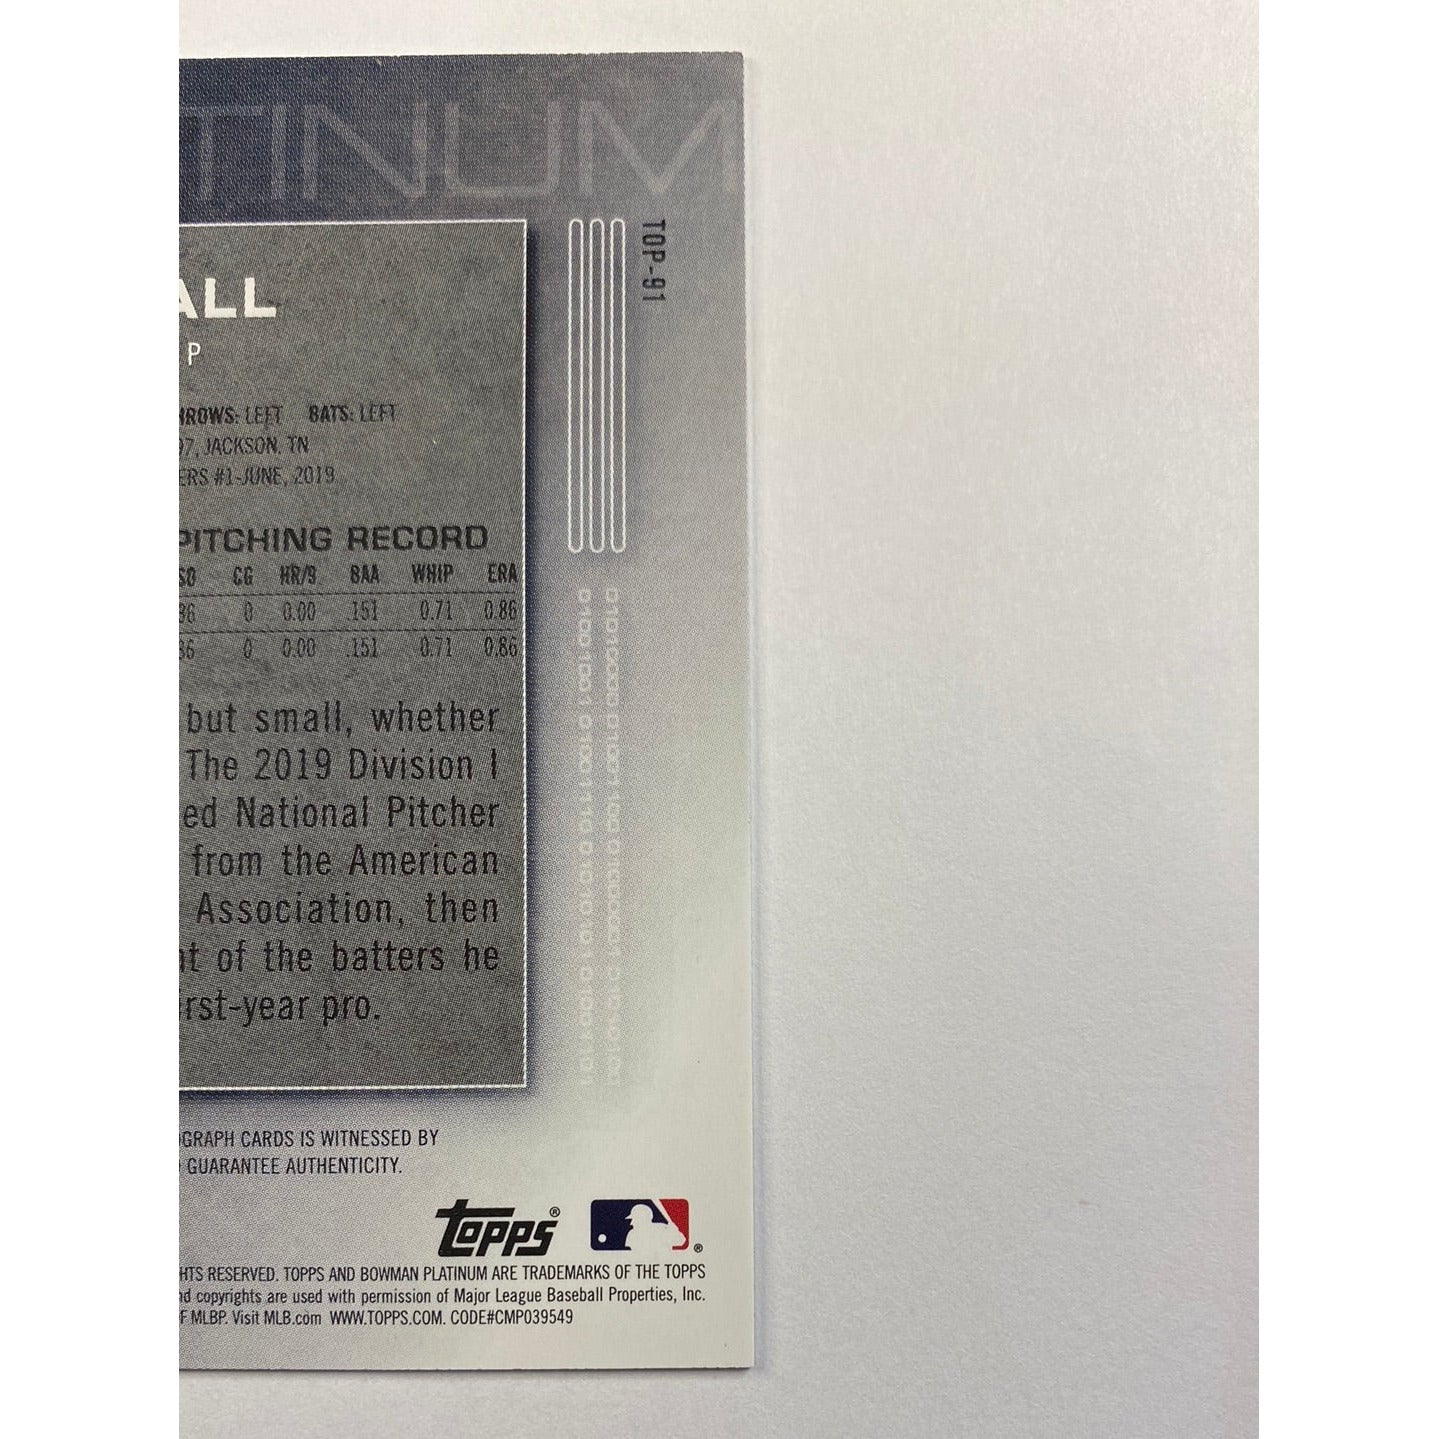 TINUM
TOP-91
ALL
P
HROWS: LEFT BATS: LEFT
97, JACKSON, TN
ERS #1-JUNE, 2019
PITCHING RECORD
SO CG HR/9 BAA WHIP ERA
36 0 0.00 .151 0.71 0.86
36 0 0.00 .151 0.71 0.86
but small, whether
The 2019 Division I
ed National Pitcher
from the American
Association, then
nt of the batters he
rst-year pro.
GRAPH CARDS IS WITNESSED BY
GUARANTEE AUTHENTICITY.
TOPPS®
®
HTS RESERVED. TOPPS AND BOWMAN PLATINUM ARE TRADEMARKS OF THE TOPPS
nd copyrights are used with permission of Major League Baseball Properties, Inc.
F MLBP. Visit MLB.com WWW.TOPPS.COM. CODE#CMP039549